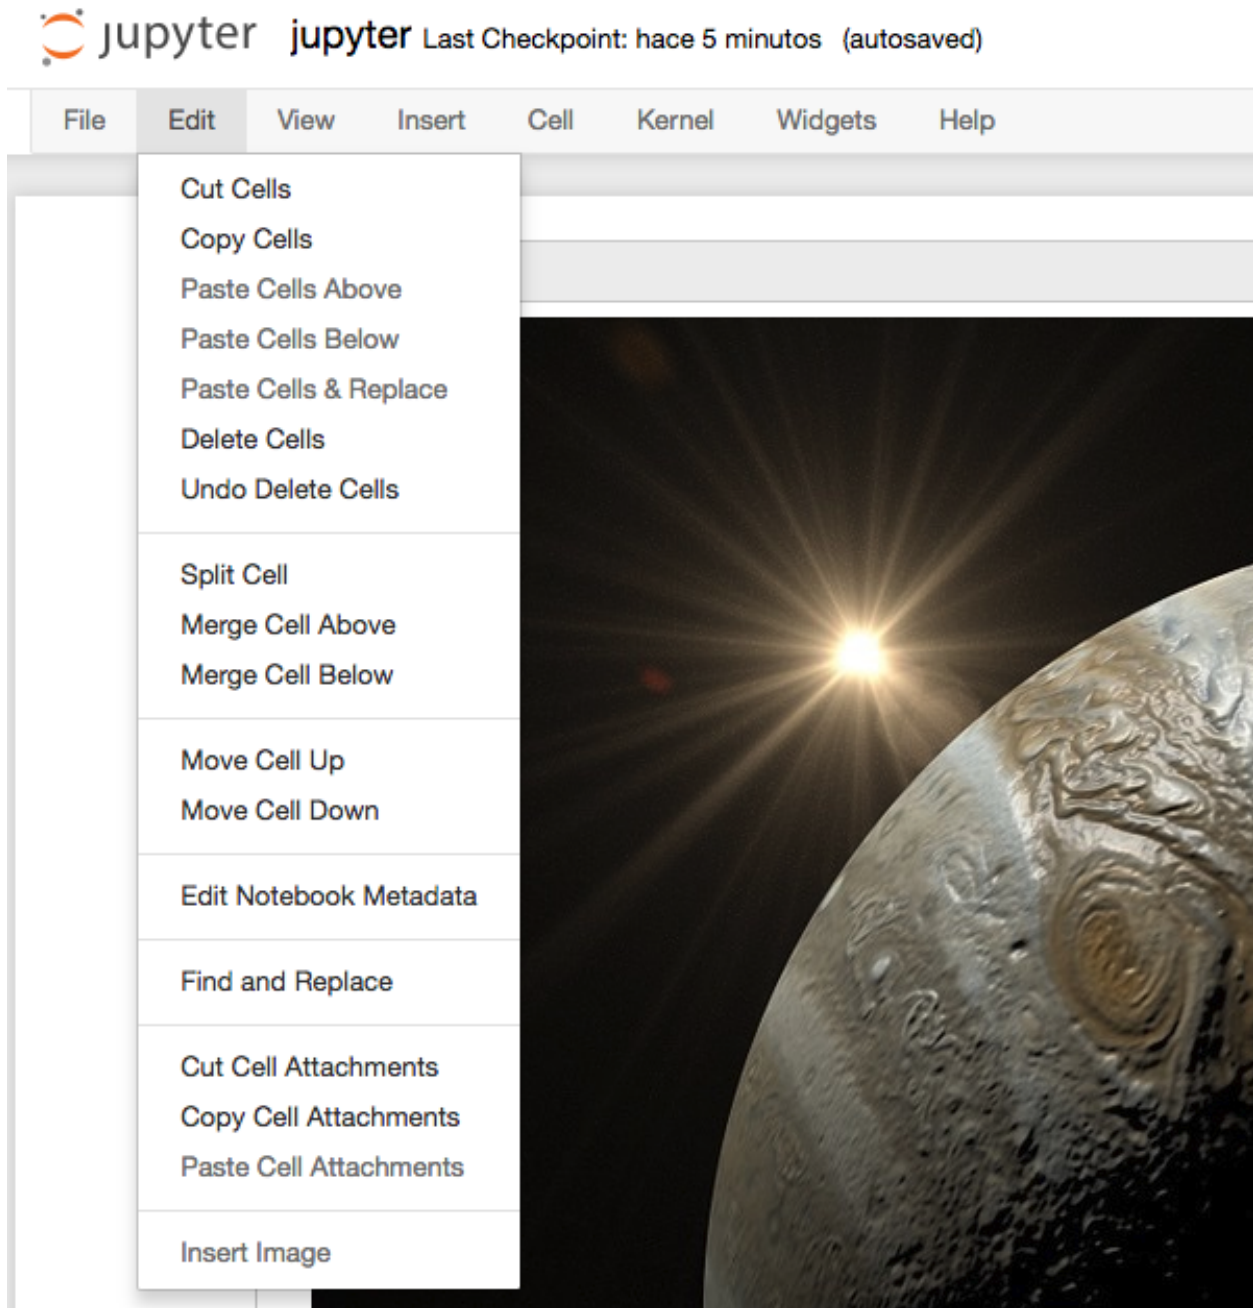 jupyter jupyter Last Checkpoint: hace 5 minutos (autosaved)
File Edit View Insert Cell Kernel Widgets Help
Cut Cells
Copy Cells
Paste Cells Above
Paste Cells Below
Paste Cells & Replace
Delete Cells
Undo Delete Cells
Split Cell
Merge Cell Above
Merge Cell Below
Move Cell Up
Move Cell Down
Edit Notebook Metadata
Find and Replace
Cut Cell Attachments
Copy Cell Attachments
Paste Cell Attachments
Insert Image